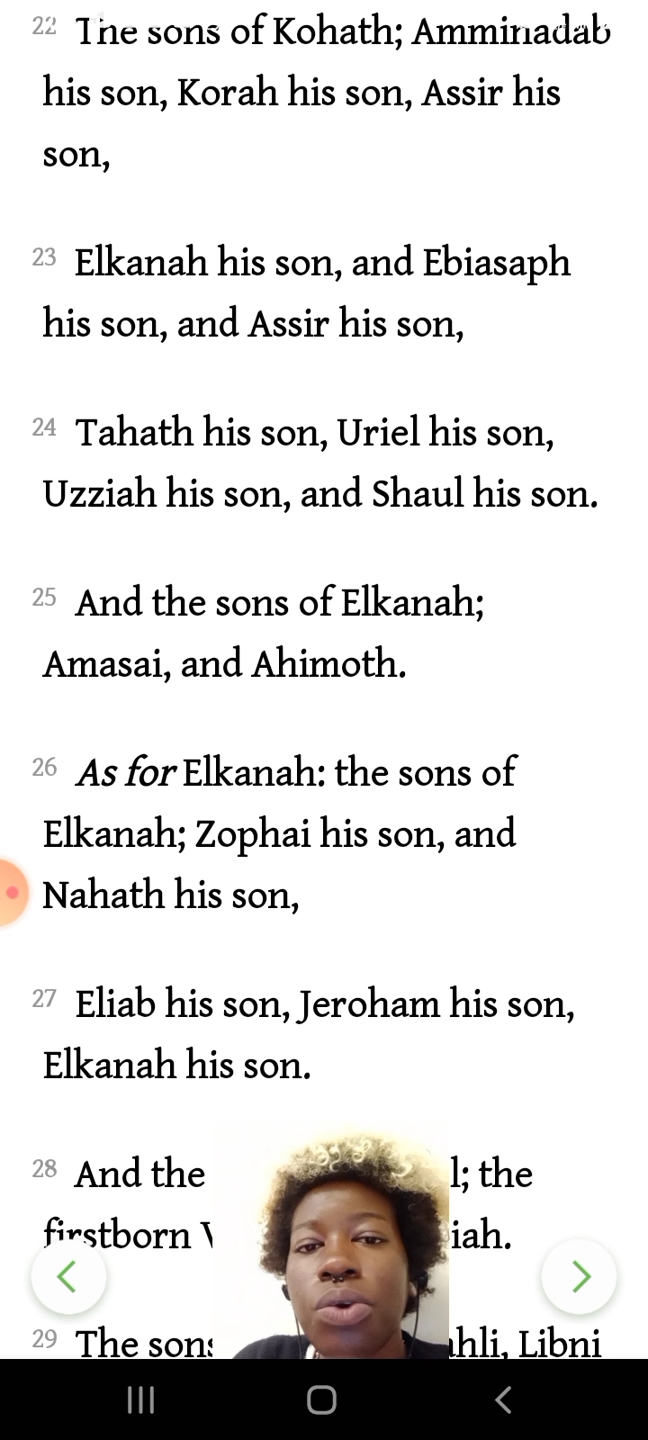 22 The sons of Kohath; Amminadab
his son, Korah his son, Assir his
son,
23 Elkanah his son, and Ebiasaph
his son, and Assir his son,
24 Tahath his son, Uriel his son,
Uzziah his son, and Shaul his son.
25 And the sons of Elkanah;
Amasai, and Ahimoth.
26 As for Elkanah: the sons of
Elkanah; Zophai his son, and
Nahath his son,
27 Eliab his son, Jeroham his son,
Elkanah his son.
28 And the the
firstborn
29 The Libni